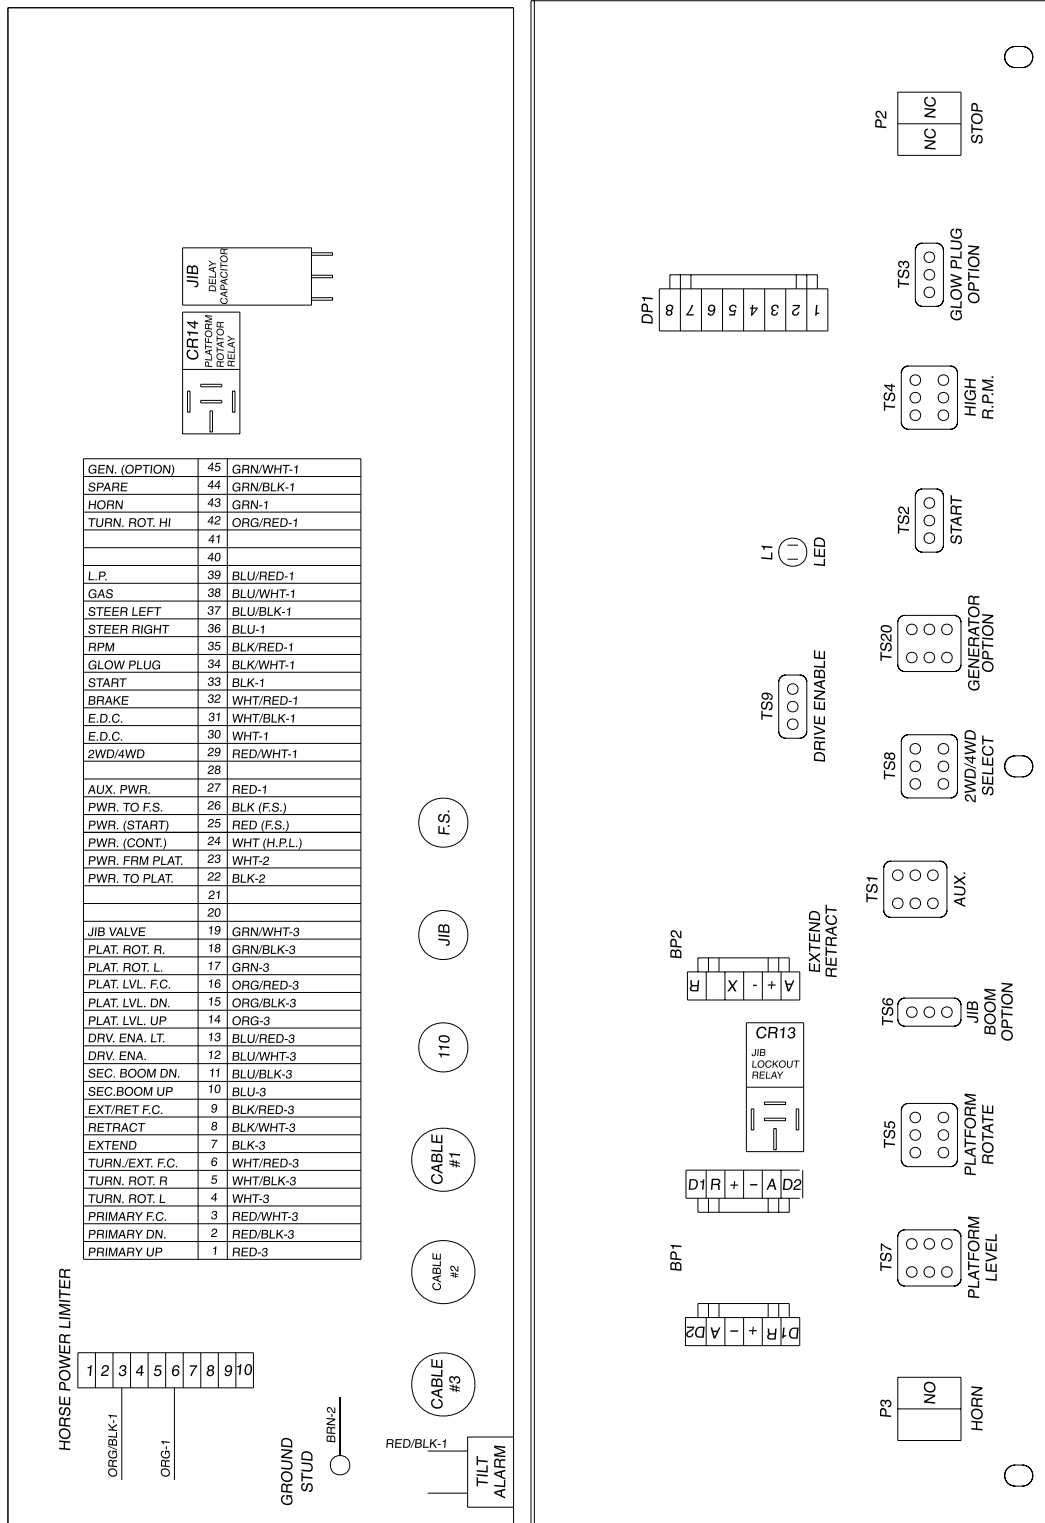 JIB
DELAY
CAPACITOR
CR14
PLATFORM
ROTATOR
RELAY
GEN. (OPTION) 45 GRN/WHT-1
SPARE 44 GRN/BLK-1
HORN 43 GRN-1
TURN. ROT. HI 42 ORG/RED-1
41
40
L.P. 39 BLU/RED-1
GAS 38 BLU/WHT-1
STEER LEFT 37 BLU/BLK-1
STEER RIGHT 36 BLU-1
RPM 35 BLK/RED-1
GLOW PLUG 34 BLK/WHT-1
START 33 BLK-1
BRAKE 32 WHT/RED-1
E.D.C. 31 WHT/BLK-1
E.D.C. 30 WHT-1
2WD/4WD 29 RED/WHT-1
28
AUX. PWR. 27 RED-1
PWR. TO F.S. 26 BLK (F.S.)
PWR. (START) 25 RED (F.S.)
PWR. (CONT.) 24 WHT (H.P.L.)
PWR. FRM PLAT. 23 WHT-2
PWR. TO PLAT. 22 BLK-2
21
20
JIB VALVE 19 GRN/WHT-3
PLAT. ROT. R. 18 GRN/BLK-3
PLAT. ROT. L. 17 GRN-3
PLAT. LVL. F.C. 16 ORG/RED-3
PLAT. LVL. DN. 15 ORG/BLK-3
PLAT. LVL. UP 14 ORG-3
DRV. ENA. LT. 13 BLU/RED-3
DRV. ENA. 12 BLU/WHT-3
SEC. BOOM DN. 11 BLU/BLK-3
SEC.BOOM UP 10 BLU-3
EXT/RET F.C. 9 BLK/RED-3
RETRACT 8 BLK/WHT-3
EXTEND 7 BLK-3
TURN./EXT. F.C. 6 WHT/RED-3
TURN. ROT. R 5 WHT/BLK-3
TURN. ROT. L 4 WHT-3
PRIMARY F.C. 3 RED/WHT-3
PRIMARY DN. 2 RED/BLK-3
PRIMARY UP 1 RED-3
F.S.
JIB
110
CABLE
#1
CABLE
#2
CABLE
#3
HORSE POWER LIMITER
1 2 3 4 5 6 7 8 9 10
ORG/BLK-1
ORG-1
GROUND
STUD
BRN-2
RED/BLK-1
TILT
ALARM
P2
NC NC
STOP
TS3
GLOW PLUG
OPTION
DP1
8 7 6 5 4 3 2 1
TS4
HIGH
R.P.M.
TS2
START
L1
LED
TS20
GENERATOR
OPTION
TS9
DRIVE ENABLE
TS8
2WD/4WD
SELECT
TS1
AUX.
BP2
R X - + A
EXTEND
RETRACT
TS6
JIB
BOOM
OPTION
CR13
JIB
LOCKOUT
RELAY
TS5
PLATFORM
ROTATE
D1 R + − A D2
BP1
TS7
PLATFORM
LEVEL
D2 A − + R D1
P3
NO
HORN